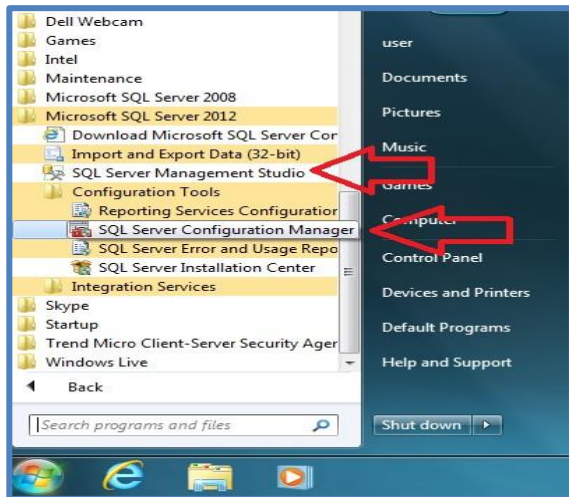 Dell Webcam
Games
Intel
Maintenance
Microsoft SQL Server 2008
Microsoft SQL Server 2012
Download Microsoft SQL Server Cor
Import and Export Data (32-bit)
SQL Server Management Studio
Configuration Tools
Reporting Services Configuration
SQL Server Configuration Manager
SQL Server Error and Usage Repo
SQL Server Installation Center
Integration Services
Skype
Startup
Trend Micro Client-Server Security Ager
Windows Live
Back
Search programs and files
user
Documents
Pictures
Music
Games
Computer
Control Panel
Devices and Printers
Default Programs
Help and Support
Shut down